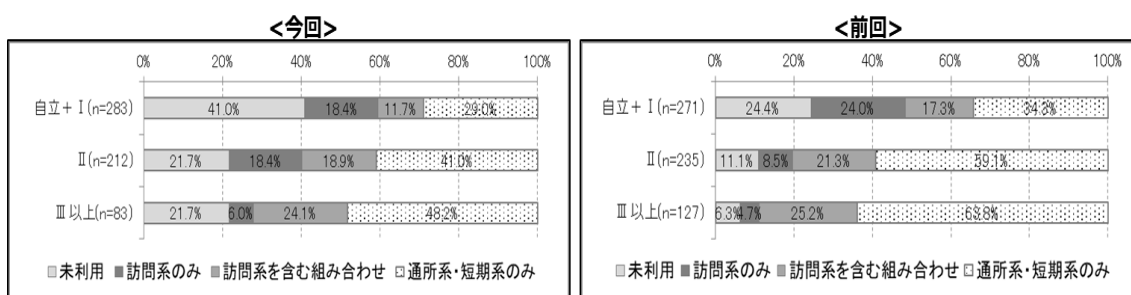 <今回>
0% 20% 40% 60% 80% 100%
自立+Ⅰ(n=283) 41.0% 18.4% 11.7% 29.0%
Ⅱ(n=212) 21.7% 18.4% 18.9% 41.0%
Ⅲ以上(n=83) 21.7% 6.0% 24.1% 48.2%
未利用 訪問系のみ 訪問系を含む組み合わせ 通所系・短期系のみ
<前回>
0% 20% 40% 60% 80% 100%
自立+Ⅰ(n=271) 24.4% 24.0% 17.3% 34.3%
Ⅱ(n=235) 11.1% 8.5% 21.3% 59.1%
Ⅲ以上(n=127) 6.3% 4.7% 25.2% 63.8%
未利用 訪問系のみ 訪問系を含む組み合わせ 通所系・短期系のみ